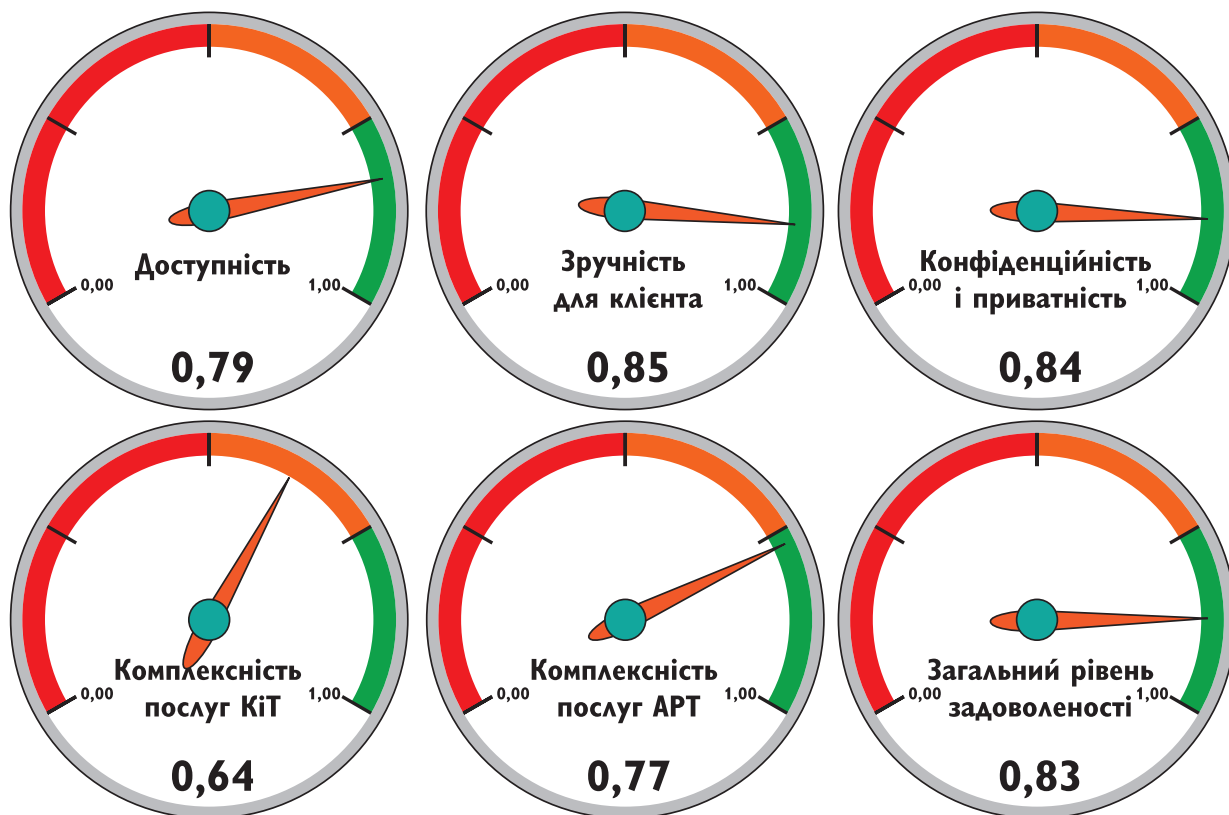 Доступність
0,00
1,00
0,79
Зручність
для клієнта
0,00
1,00
0,85
Конфіденційність
і приватність
0,00
1,00
0,84
Комплексність
послуг КіТ
0,00
1,00
0,64
Комплексність
послуг АРТ
0,00
1,00
0,77
Загальний рівень
задоволеності
0,00
1,00
0,83